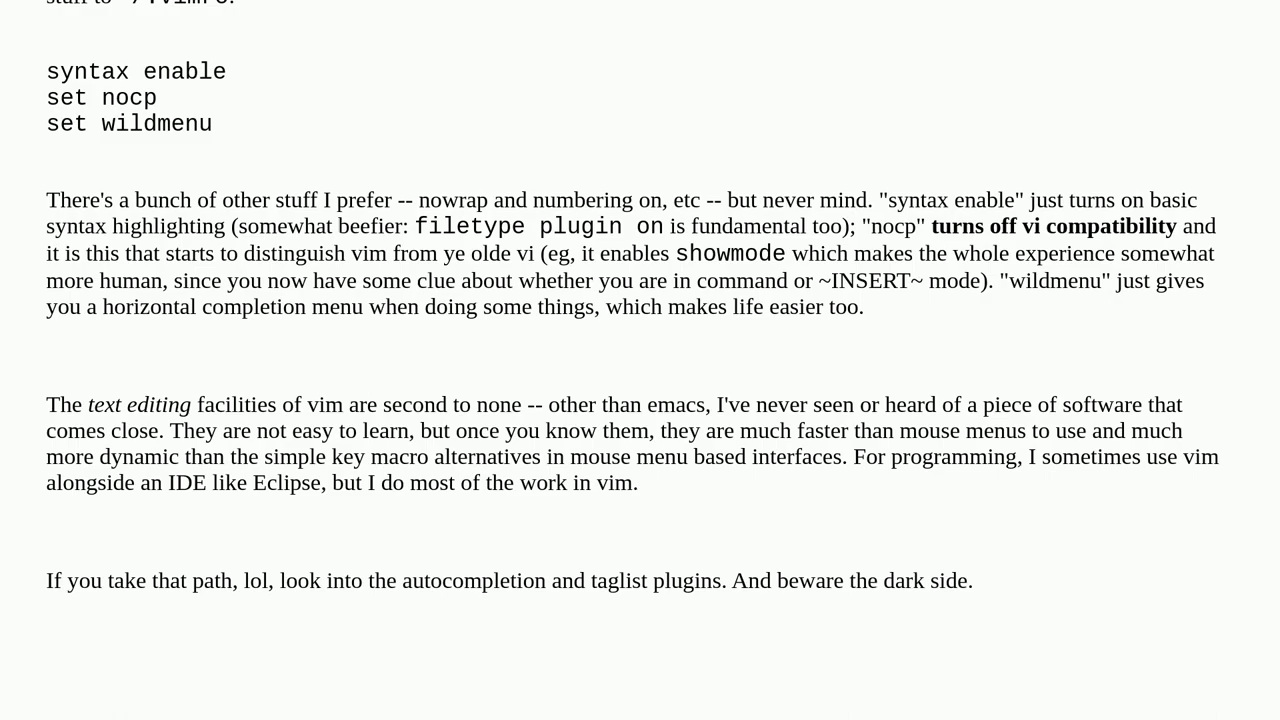 syntax enable
set nocp
set wildmenu
There's a bunch of other stuff I prefer -- nowrap and numbering on, etc -- but never mind. "syntax enable" just turns on basic
syntax highlighting (somewhat beefier: filetype plugin on is fundamental too); "nocp" turns off vi compatibility and
it is this that starts to distinguish vim from ye olde vi (eg, it enables showmode which makes the whole experience somewhat
more human, since you now have some clue about whether you are in command or ~INSERT~ mode). "wildmenu" just gives
you a horizontal completion menu when doing some things, which makes life easier too.
The text editing facilities of vim are second to none -- other than emacs, I've never seen or heard of a piece of software that
comes close. They are not easy to learn, but once you know them, they are much faster than mouse menus to use and much
more dynamic than the simple key macro alternatives in mouse menu based interfaces. For programming, I sometimes use vim
alongside an IDE like Eclipse, but I do most of the work in vim.
If you take that path, lol, look into the autocompletion and taglist plugins. And beware the dark side.